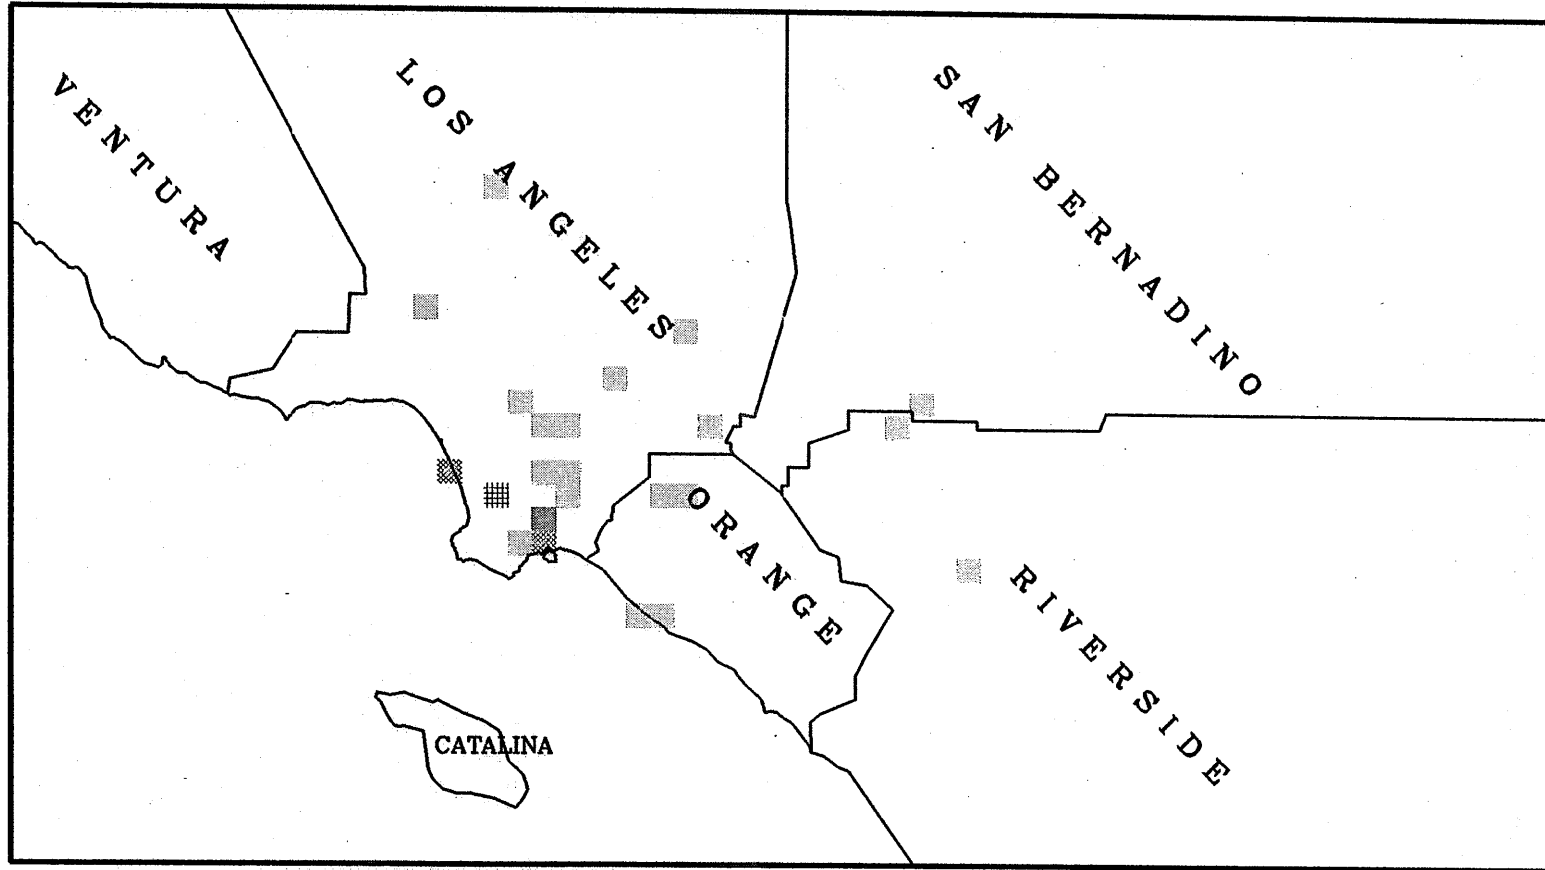 VENTURA
LOS ANGELES
SAN BERNADINO
ORANGE
RIVERSIDE
CATALINA